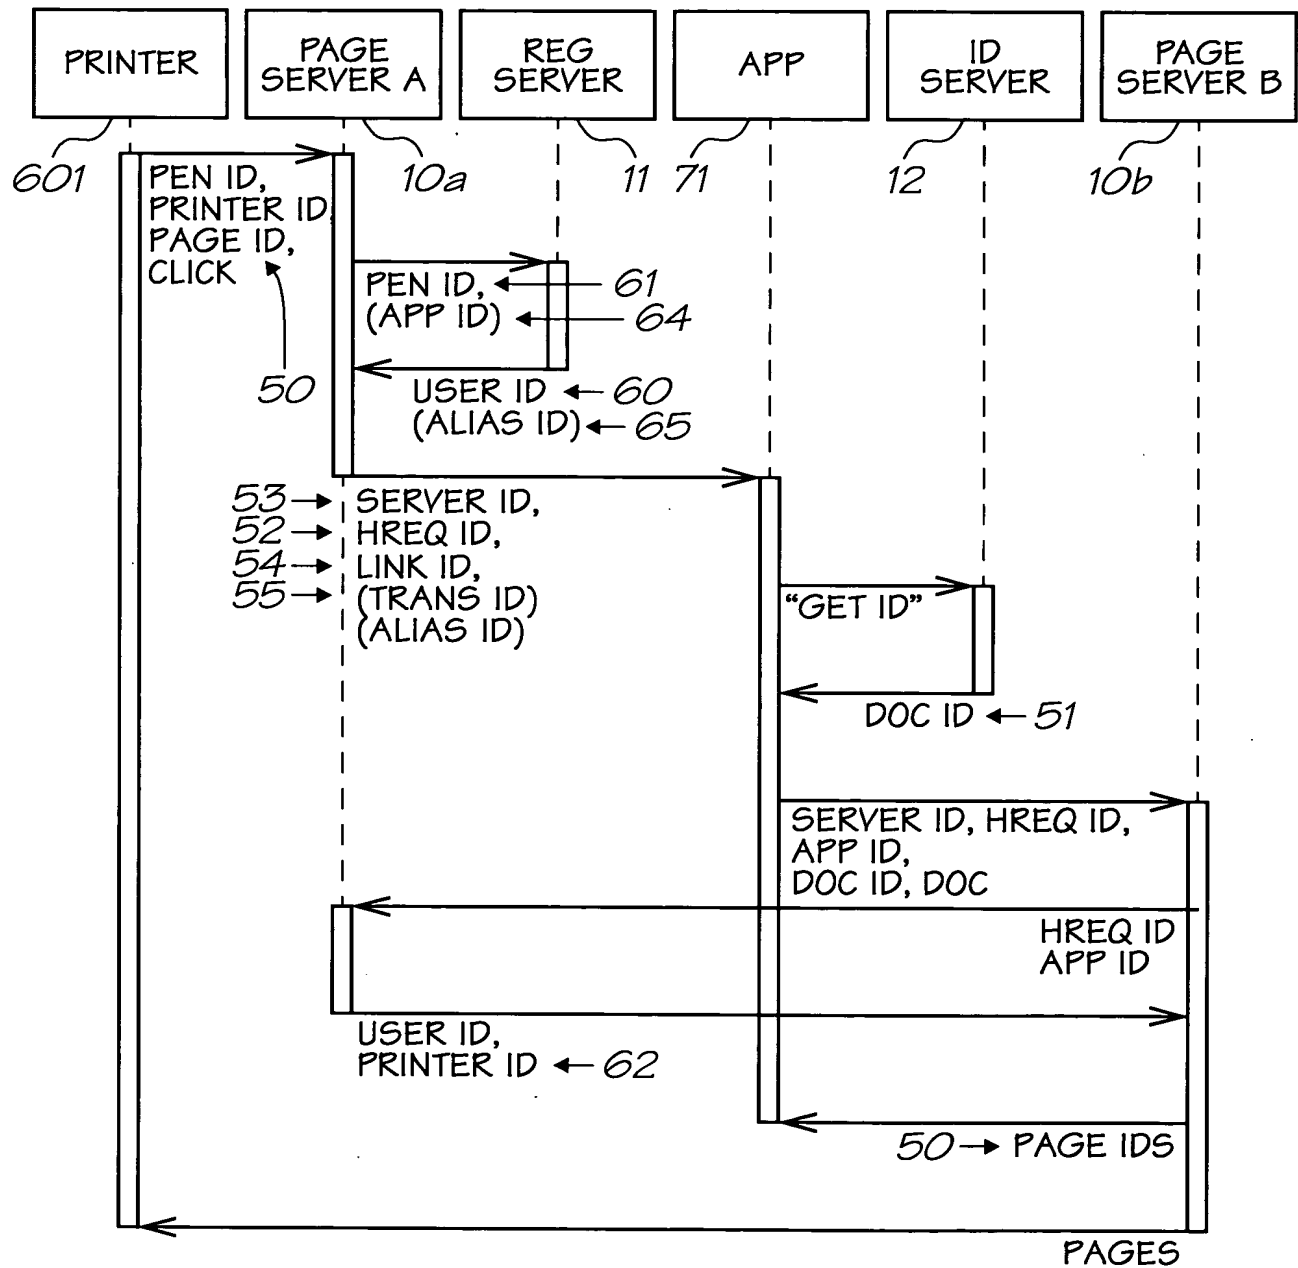 PRINTER
PAGE
SERVER A
REG
SERVER
APP
ID
SERVER
PAGE
SERVER B
601
10a
11
71
12
10b
PEN ID,
PRINTER ID
PAGE ID,
CLICK
50
PEN ID,
61
(APP ID)
64
USER ID
60
(ALIAS ID)
65
53
SERVER ID,
52
HREQ ID,
54
LINK ID,
55
(TRANS ID)
(ALIAS ID)
“GET ID”
DOC ID
51
SERVER ID, HREQ ID,
APP ID,
DOC ID, DOC
HREQ ID
APP ID
USER ID,
PRINTER ID
62
50
PAGE IDS
PAGES